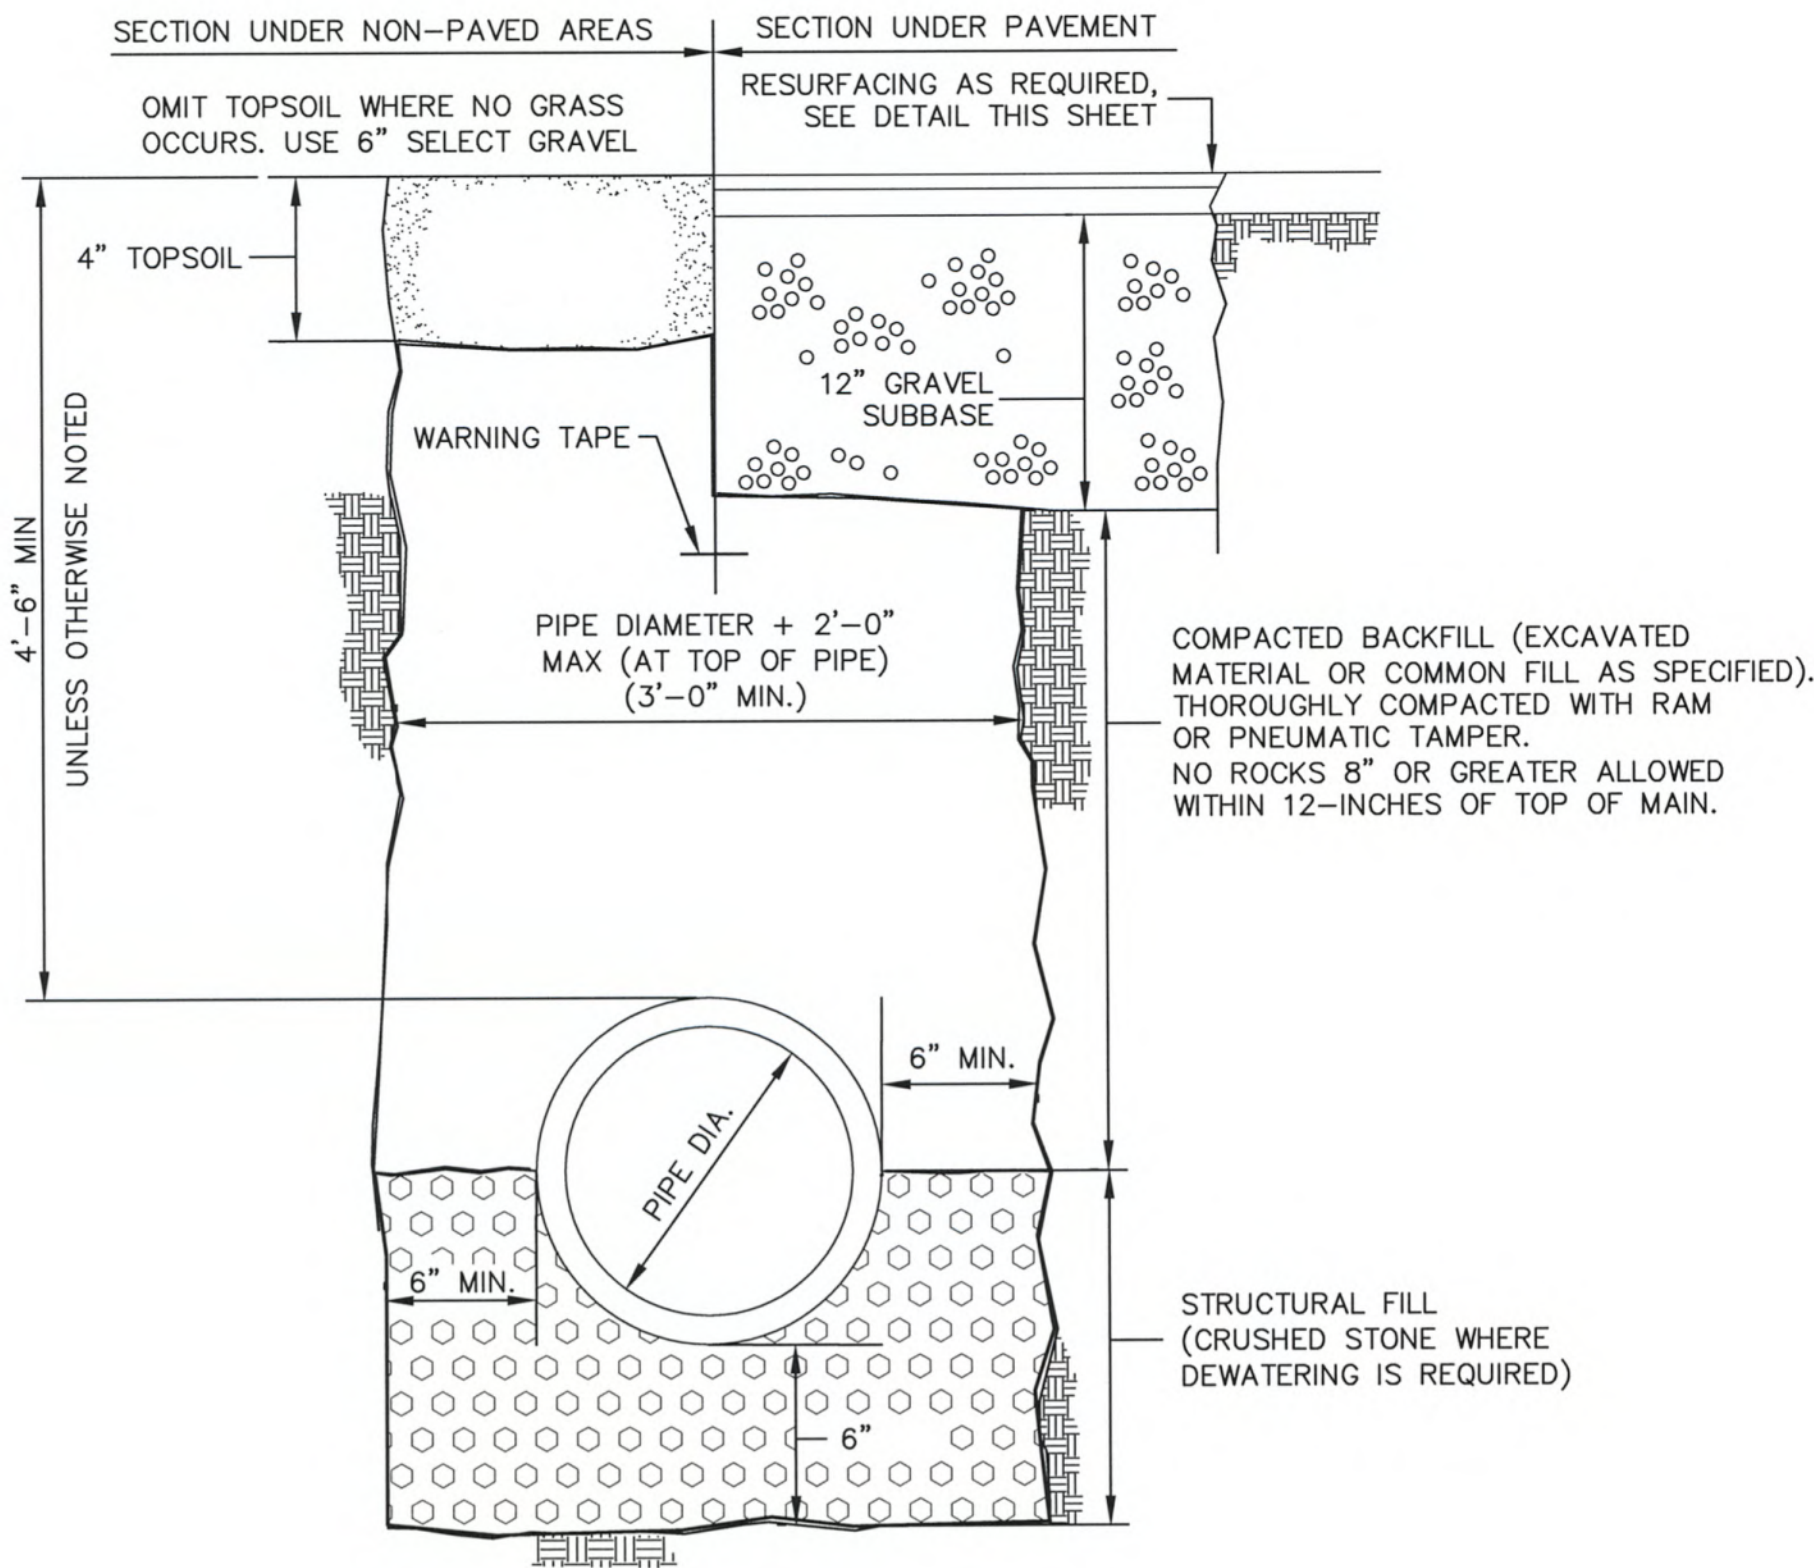 SECTION UNDER NON-PAVED AREAS
SECTION UNDER PAVEMENT
OMIT TOPSOIL WHERE NO GRASS
OCCURS. USE 6" SELECT GRAVEL
RESURFACING AS REQUIRED,
SEE DETAIL THIS SHEET
4" TOPSOIL
12" GRAVEL
SUBBASE
WARNING TAPE
4'-6" MIN
UNLESS OTHERWISE NOTED
PIPE DIAMETER + 2'-0"
MAX (AT TOP OF PIPE)
(3'-0" MIN.)
COMPACTED BACKFILL (EXCAVATED
MATERIAL OR COMMON FILL AS SPECIFIED).
THOROUGHLY COMPACTED WITH RAM
OR PNEUMATIC TAMPER.
NO ROCKS 8" OR GREATER ALLOWED
WITHIN 12-INCHES OF TOP OF MAIN.
6" MIN.
PIPE DIA.
6" MIN.
STRUCTURAL FILL
(CRUSHED STONE WHERE
DEWATERING IS REQUIRED)
6"